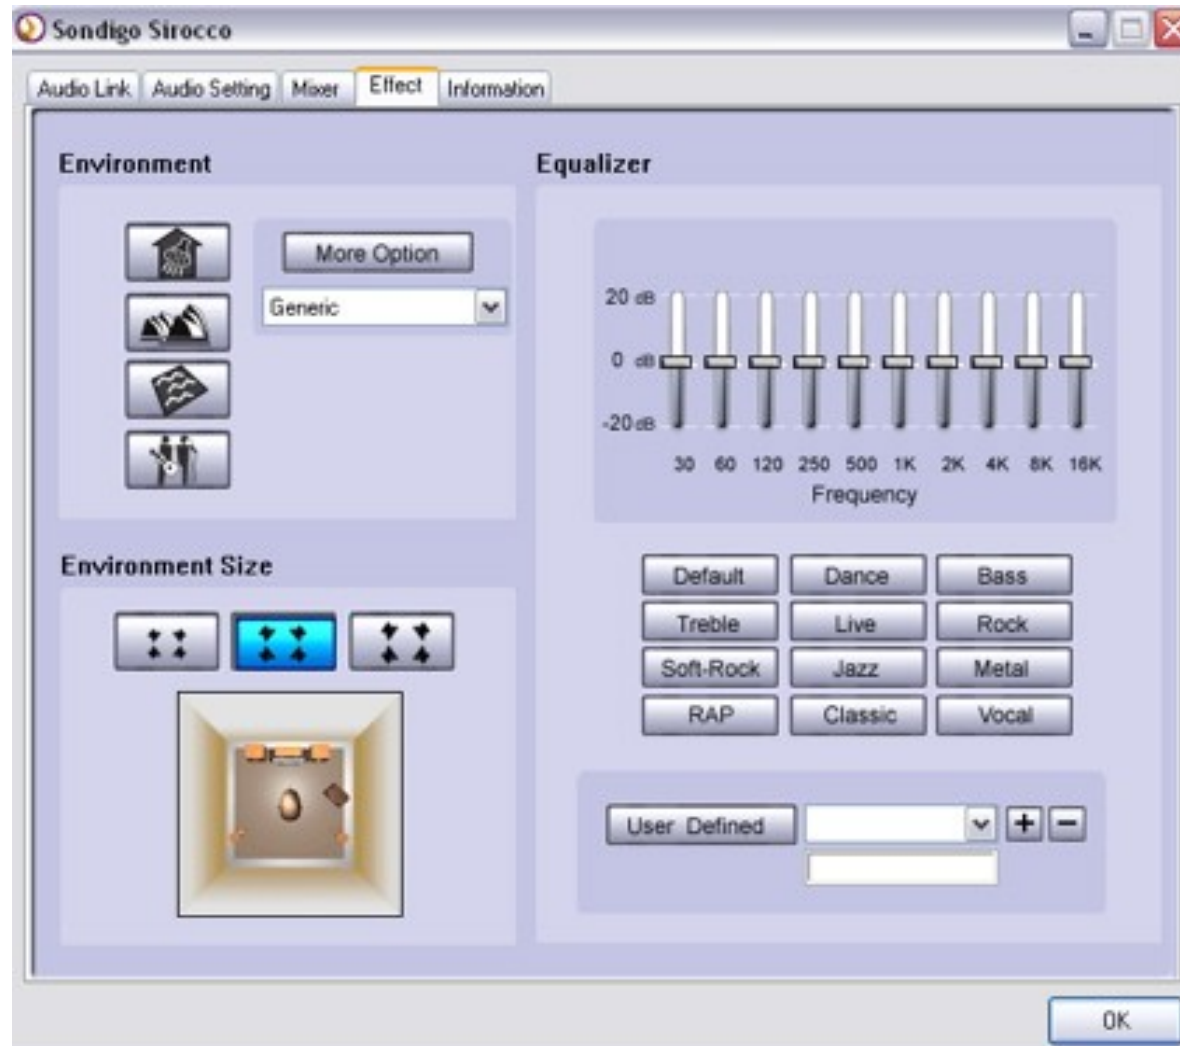 Sondigo Sirocco
Audio Link Audio Setting Mixer Effect Information
Environment
More Option
Generic
Environment Size
Equalizer
20 dB
0 dB
-20 dB
30 60 120 250 500 1K 2K 4K 8K 16K
Frequency
Default Dance Bass
Treble Live Rock
Soft-Rock Jazz Metal
RAP Classic Vocal
User Defined
OK